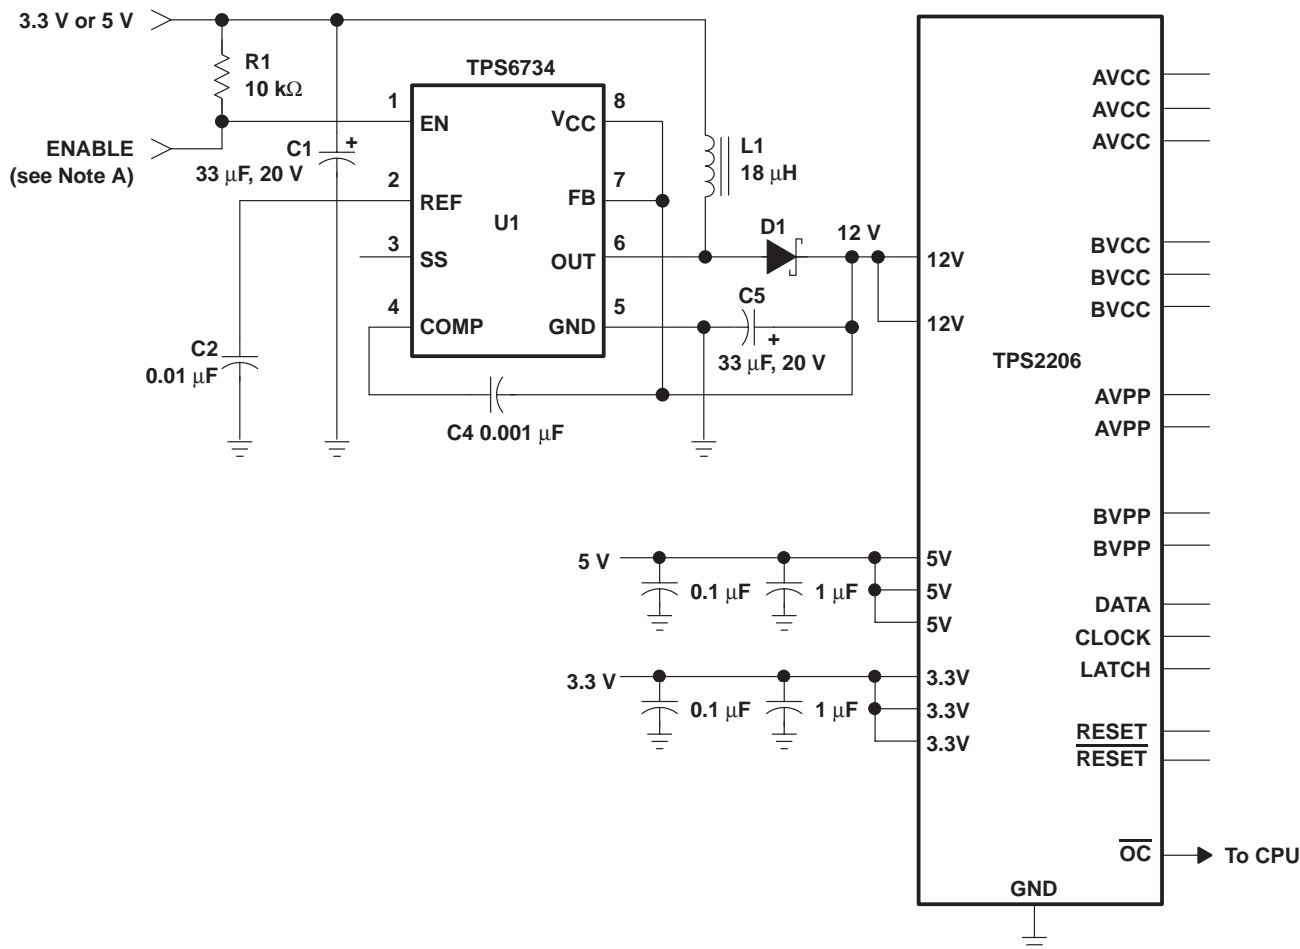 3.3 V or 5 V
R1
10 kΩ
ENABLE
(see Note A)
C1
33 μF, 20 V
+
C2
0.01 μF
TPS6734
U1
1
EN
2
REF
3
SS
4
COMP
8
VCC
7
FB
6
OUT
5
GND
C4 0.001 μF
L1
18 μH
D1
12 V
C5
+
33 μF, 20 V
12V
12V
TPS2206
5 V
0.1 μF
1 μF
5V
5V
5V
3.3 V
0.1 μF
1 μF
3.3V
3.3V
3.3V
AVCC
AVCC
AVCC
BVCC
BVCC
BVCC
AVPP
AVPP
BVPP
BVPP
DATA
CLOCK
LATCH
RESET
RESET
OC
To CPU
GND